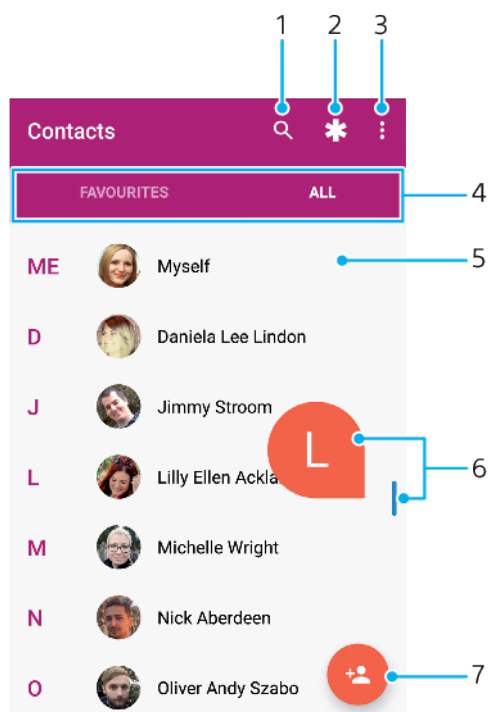 1 2 3
Contacts
FAVOURITES ALL 4
ME Myself 5
D Daniela Lee Lindon
J Jimmy Stroom
L
L Lilly Ellen Ackla 6
M Michelle Wright
N Nick Aberdeen
O Oliver Andy Szabo 7